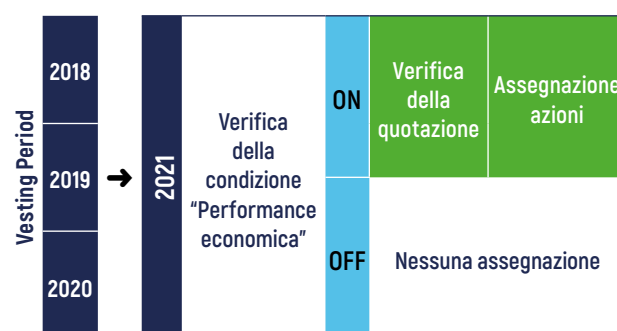 Vesting Period
2018
2019
2020
➜
2021
Verifica
della
condizione
“Performance
economica”
ON
Verifica
della
quotazione
Assegnazione
azioni
OFF
Nessuna assegnazione